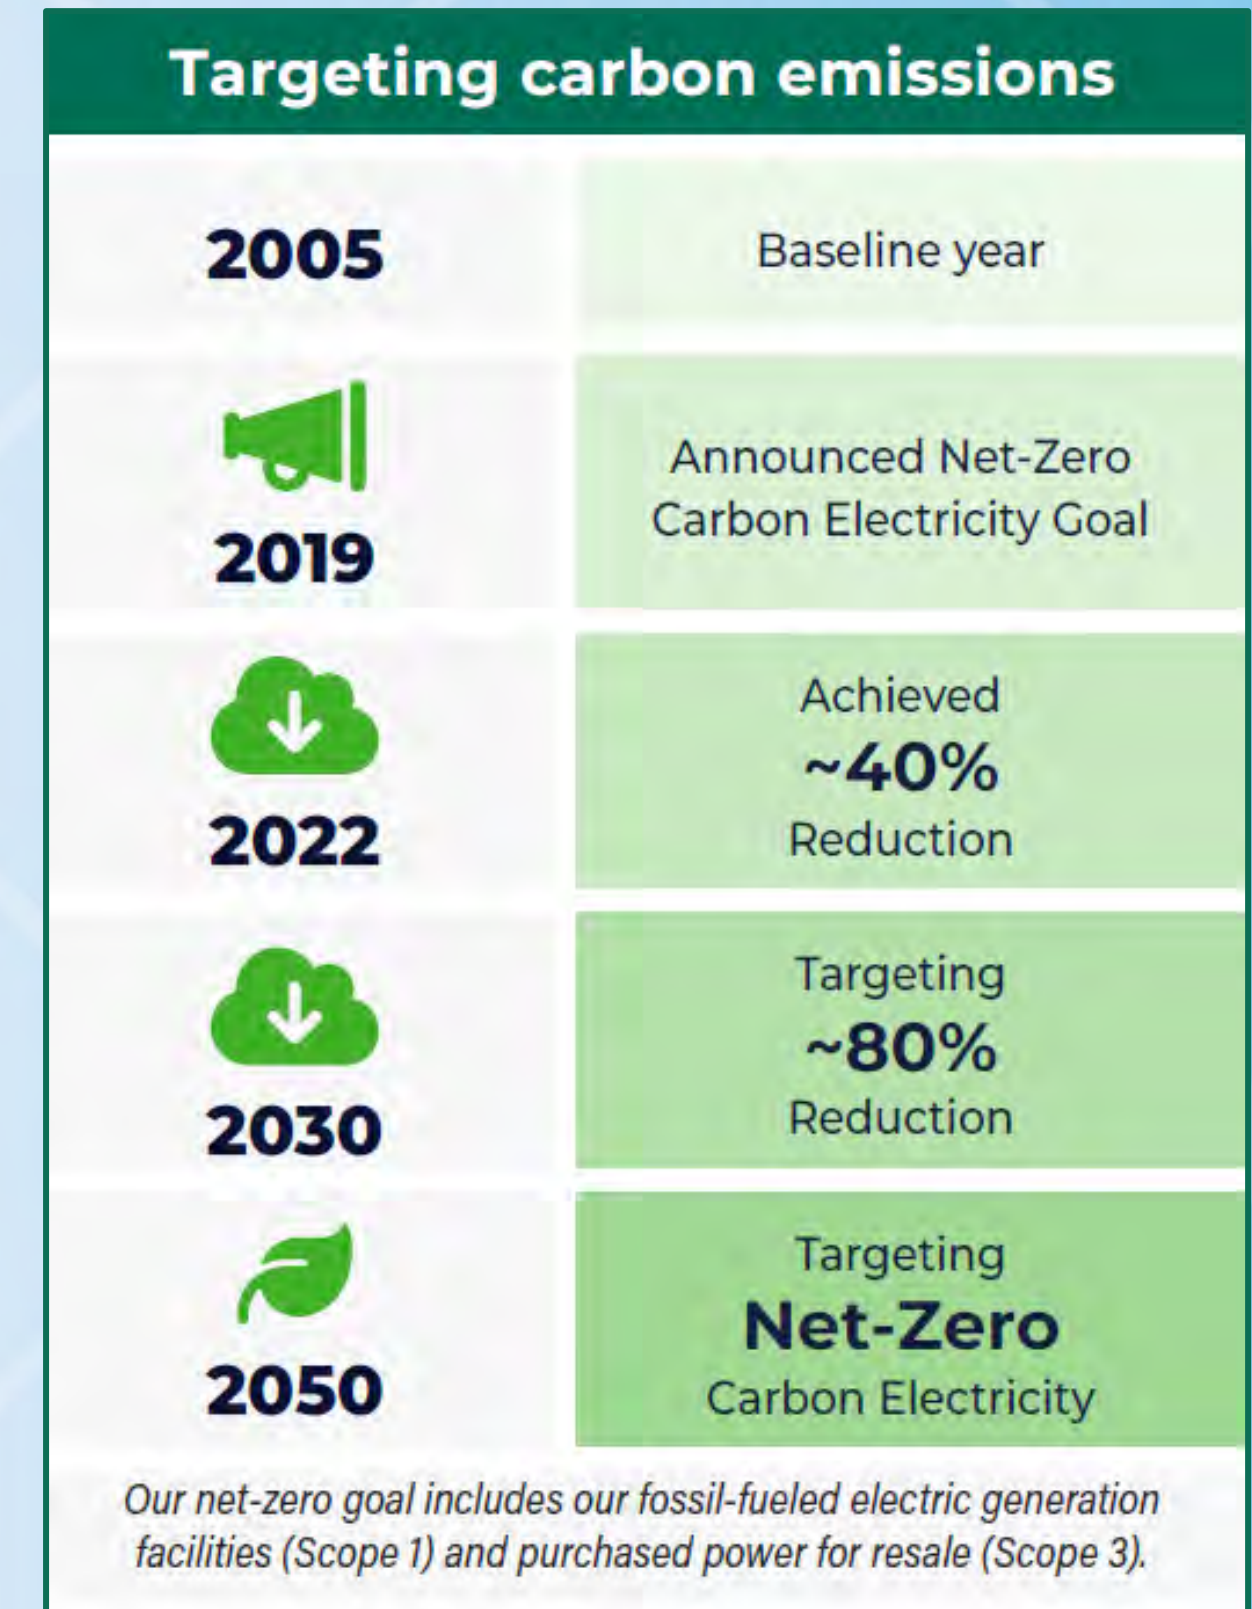 Targeting carbon emissions
2005
Baseline year
2019
Announced Net-Zero
Carbon Electricity Goal
2022
Achieved
~40%
Reduction
2030
Targeting
~80%
Reduction
2050
Targeting
Net-Zero
Carbon Electricity
Our net-zero goal includes our fossil-fueled electric generation
facilities (Scope 1) and purchased power for resale (Scope 3).